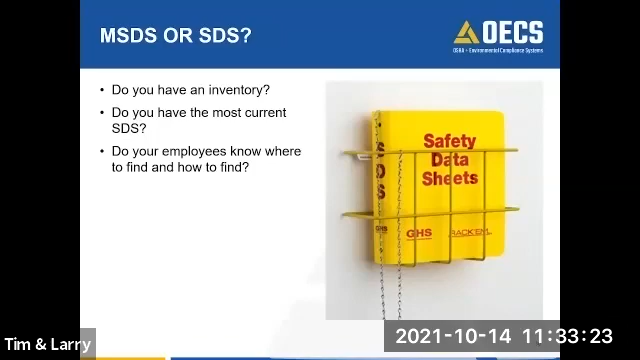 MSDS OR SDS?
OECS
OSHA + Environmental Compliance Systems
• Do you have an inventory?
• Do you have the most current
SDS?
• Do your employees know where
to find and how to find?
Safety
Data
Sheets
SDS
GHS
GHS
Tim & Larry
2021-10-14 11:33:23